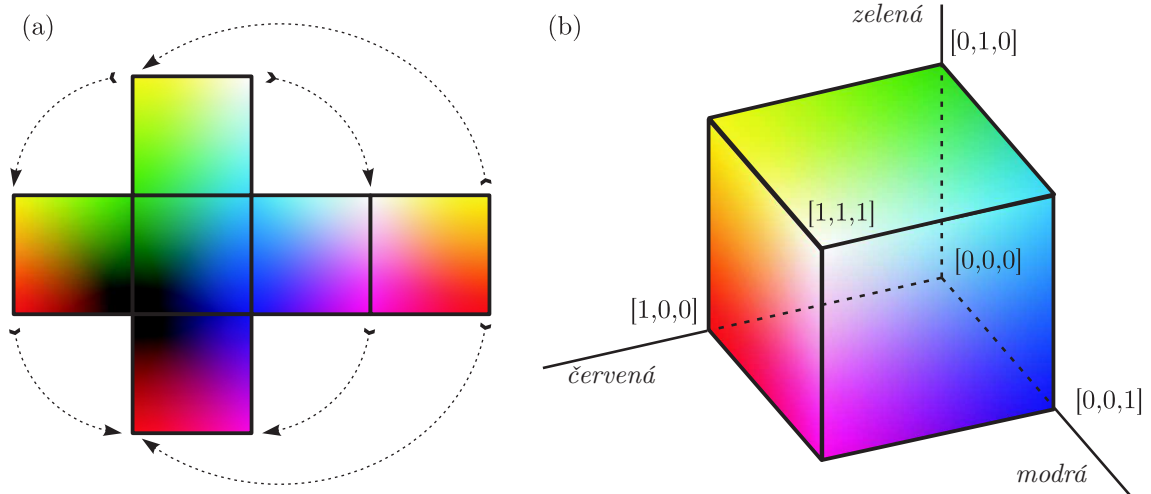 (a)
(b)
zelená
[0,1,0]
[1,1,1]
[0,0,0]
[1,0,0]
červená
[0,0,1]
modrá